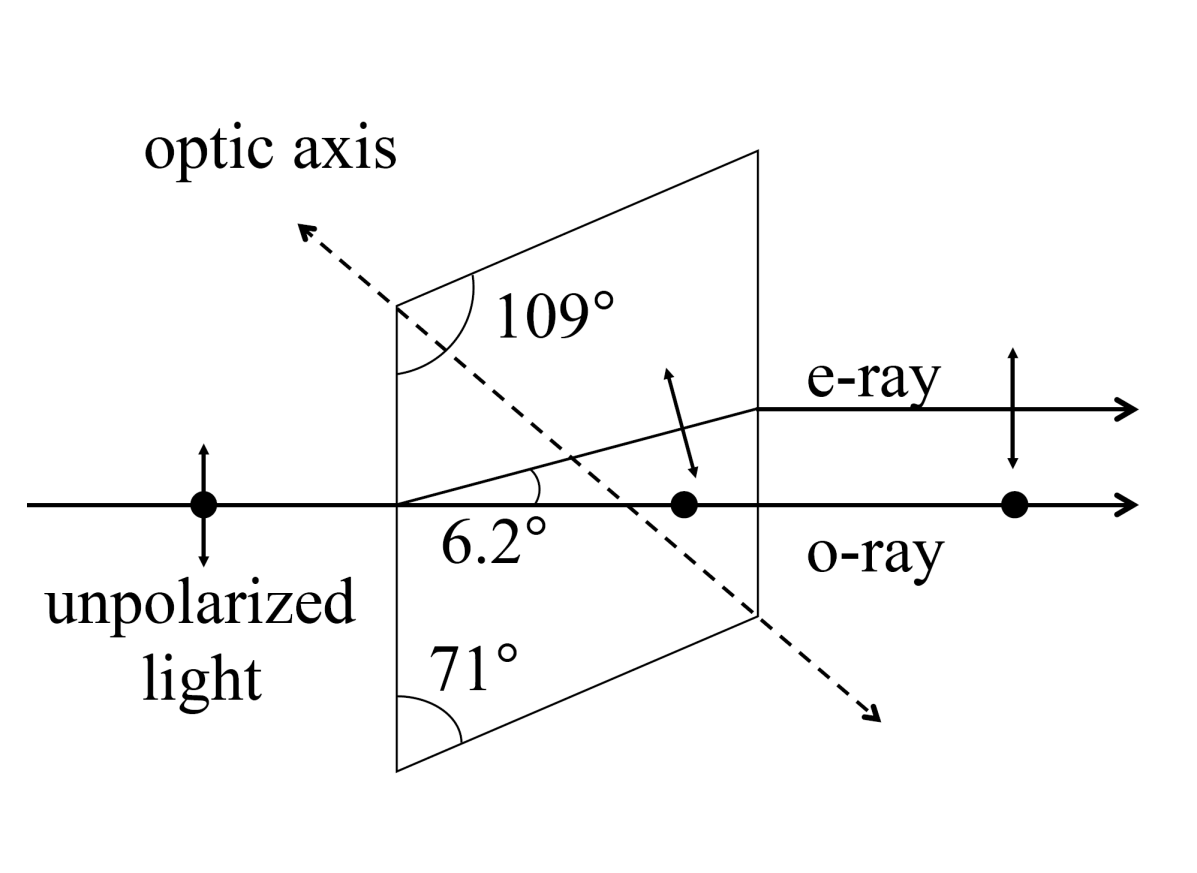 optic axis
109°
e-ray
6.2°
o-ray
unpolarized
light
71°